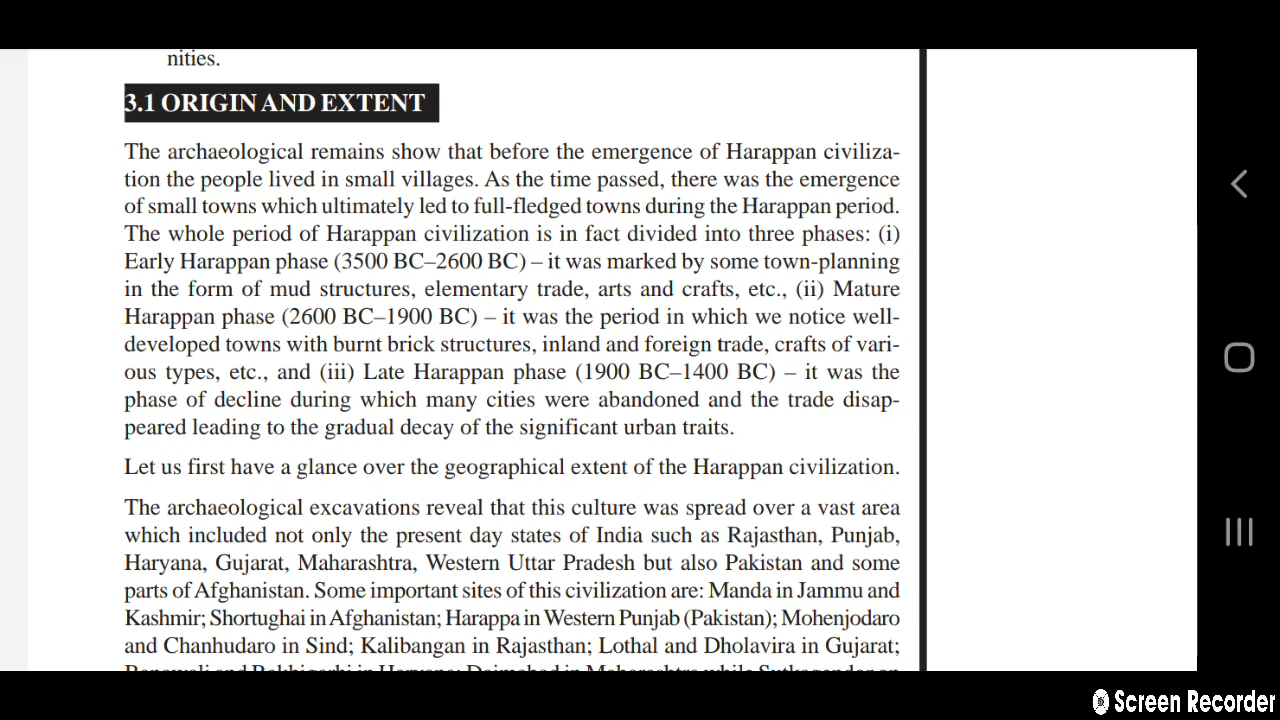 nities.
3.1 ORIGIN AND EXTENT
The archaeological remains show that before the emergence of Harappan civiliza-
tion the people lived in small villages. As the time passed, there was the emergence
of small towns which ultimately led to full-fledged towns during the Harappan period.
The whole period of Harappan civilization is in fact divided into three phases: (i)
Early Harappan phase (3500 BC–2600 BC) – it was marked by some town-planning
in the form of mud structures, elementary trade, arts and crafts, etc., (ii) Mature
Harappan phase (2600 BC–1900 BC) – it was the period in which we notice well-
developed towns with burnt brick structures, inland and foreign trade, crafts of vari-
ous types, etc., and (iii) Late Harappan phase (1900 BC–1400 BC) – it was the
phase of decline during which many cities were abandoned and the trade disap-
peared leading to the gradual decay of the significant urban traits.
Let us first have a glance over the geographical extent of the Harappan civilization.
The archaeological excavations reveal that this culture was spread over a vast area
which included not only the present day states of India such as Rajasthan, Punjab,
Haryana, Gujarat, Maharashtra, Western Uttar Pradesh but also Pakistan and some
parts of Afghanistan. Some important sites of this civilization are: Manda in Jammu and
Kashmir; Shortughai in Afghanistan; Harappa in Western Punjab (Pakistan); Mohenjodaro
and Chanhudaro in Sind; Kalibangan in Rajasthan; Lothal and Dholavira in Gujarat;
Banawali and Rakhigarhi in Haryana; Daimabad in Maharashtra while Sutkagendor on
Screen Recorder